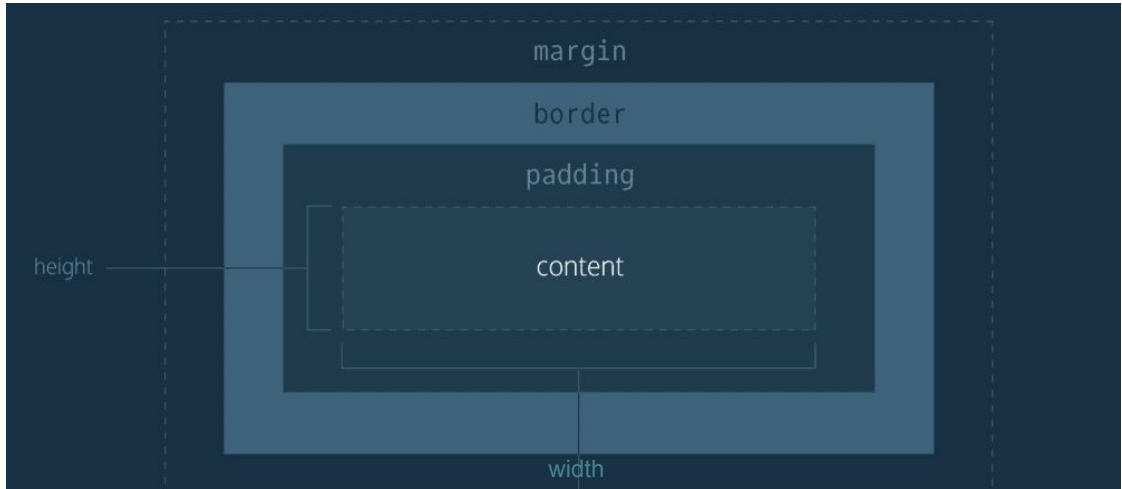 margin
border
padding
height
content
width